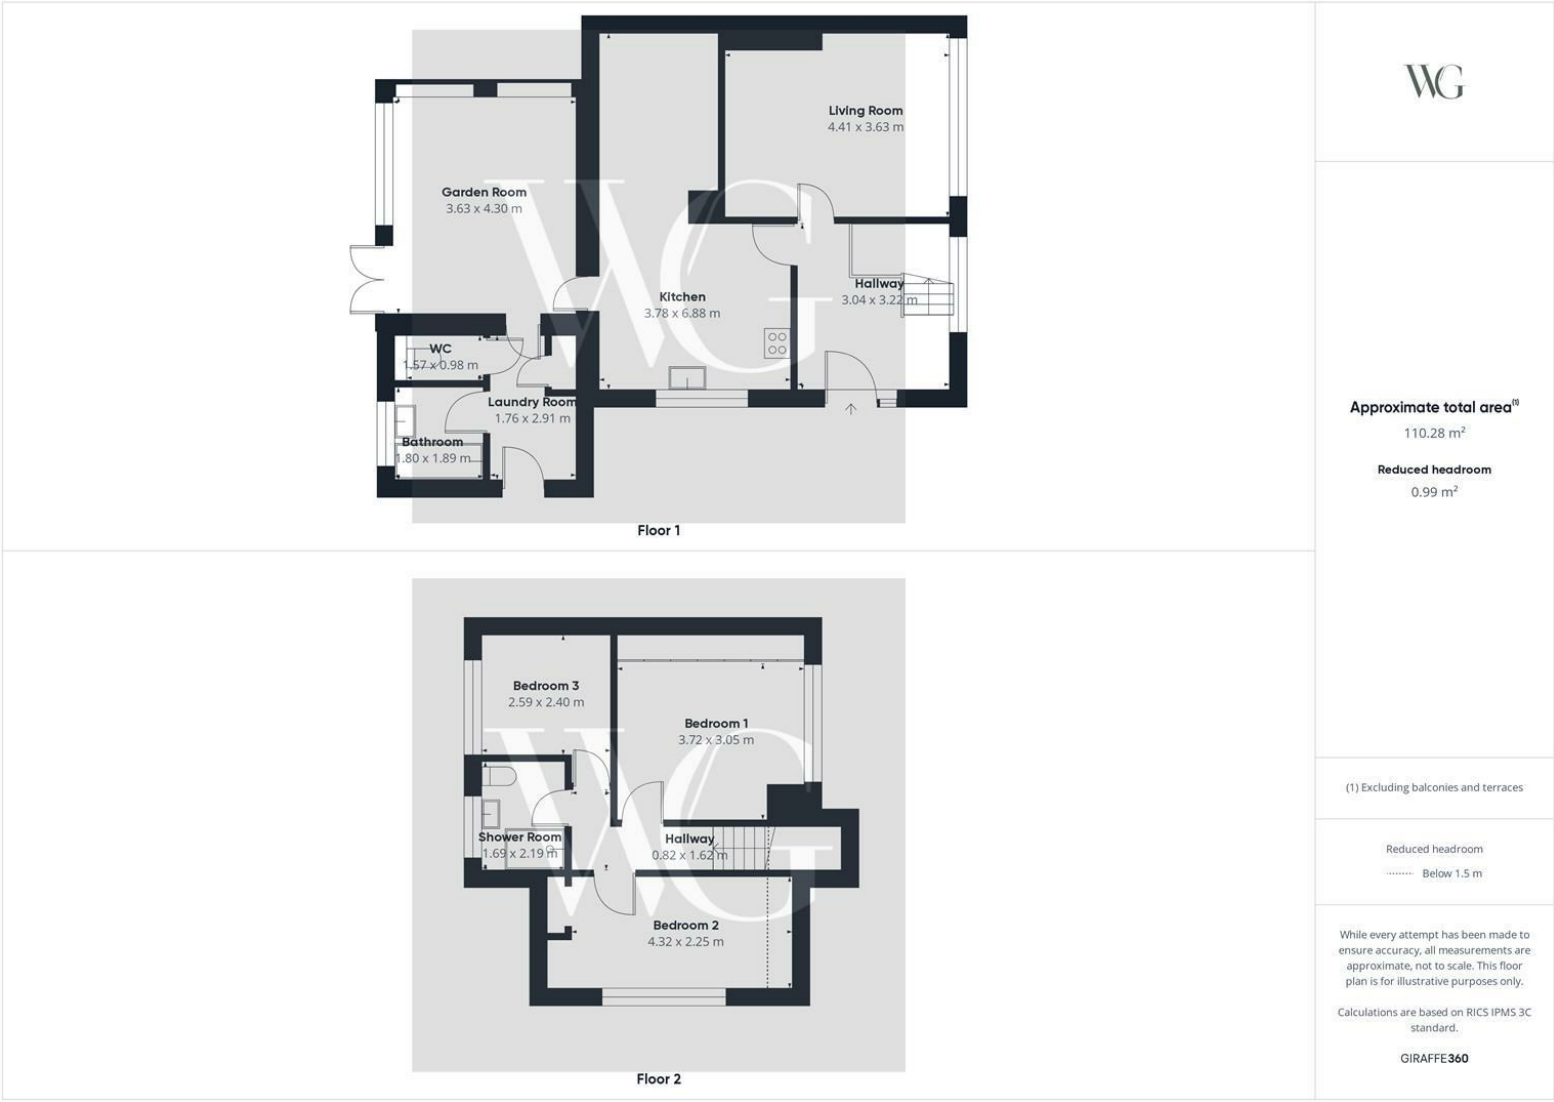 Living Room
4.41 x 3.63 m
Garden Room
3.63 x 4.30 m
Kitchen
3.78 x 6.88 m
Hallway
3.04 x 3.22 m
WC
1.57 x 0.98 m
Laundry Room
1.76 x 2.91 m
Bathroom
1.80 x 1.89 m
WG
Floor 1
Bedroom 3
2.59 x 2.40 m
Bedroom 1
3.72 x 3.05 m
Shower Room
1.69 x 2.19 m
Hallway
0.82 x 1.62 m
Bedroom 2
4.32 x 2.25 m
WG
Floor 2
WG
Approximate total area⁽¹⁾
110.28 m²
Reduced headroom
0.99 m²
(1) Excluding balconies and terraces
Reduced headroom
Below 1.5 m
While every attempt has been made to
ensure accuracy, all measurements are
approximate, not to scale. This floor
plan is for illustrative purposes only.
Calculations are based on RICS IPMS 3C
standard.
GIRAFFE360